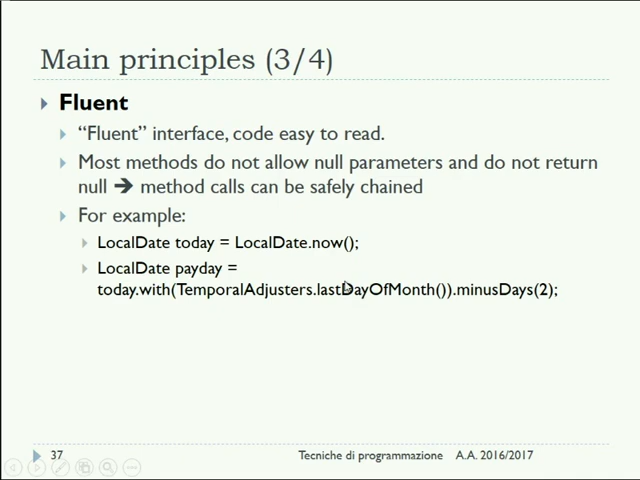 Main principles (3/4)
Fluent
“Fluent” interface, code easy to read.
Most methods do not allow null parameters and do not return
null ➔ method calls can be safely chained
For example:
LocalDate today = LocalDate.now();
LocalDate payday =
today.with(TemporalAdjusters.lastDayOfMonth()).minusDays(2);
37 Tecniche di programmazione A.A. 2016/2017